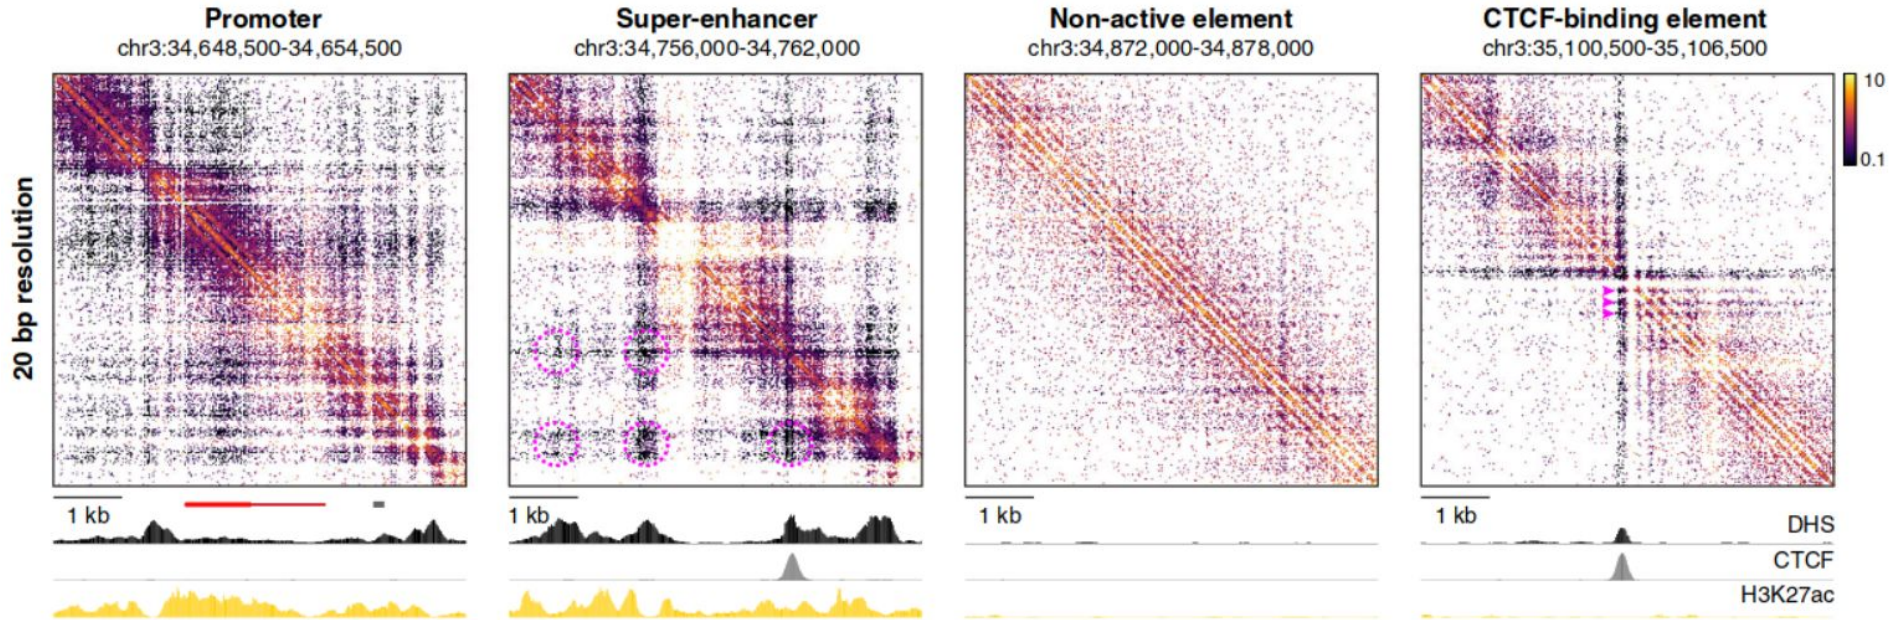 Promoter
chr3:34,648,500-34,654,500
Super-enhancer
chr3:34,756,000-34,762,000
Non-active element
chr3:34,872,000-34,878,000
CTCF-binding element
chr3:35,100,500-35,106,500
10
0.1
20 bp resolution
1 kb
1 kb
1 kb
1 kb
DHS
CTCF
H3K27ac